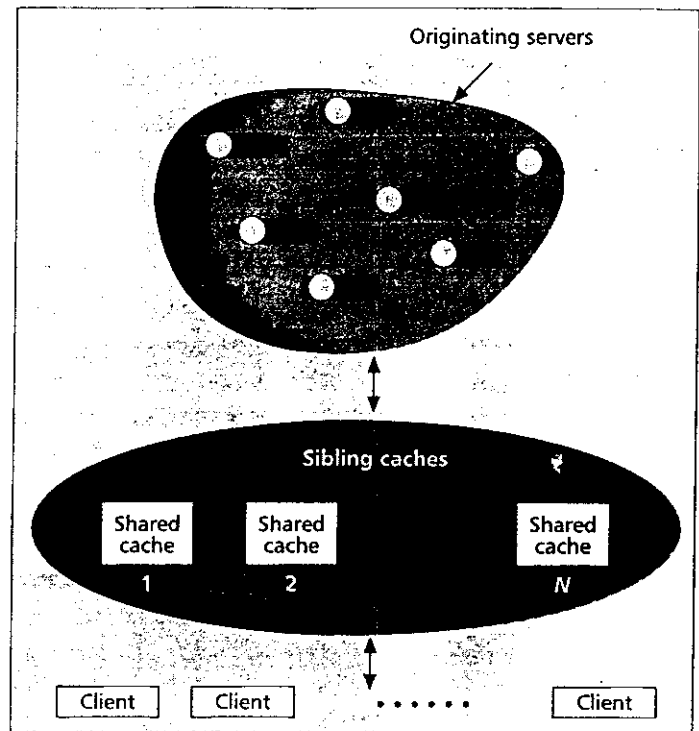 Originating servers
Sibling caches
Shared cache
Shared cache
Shared cache
1
2
N
Client
Client
......
Client